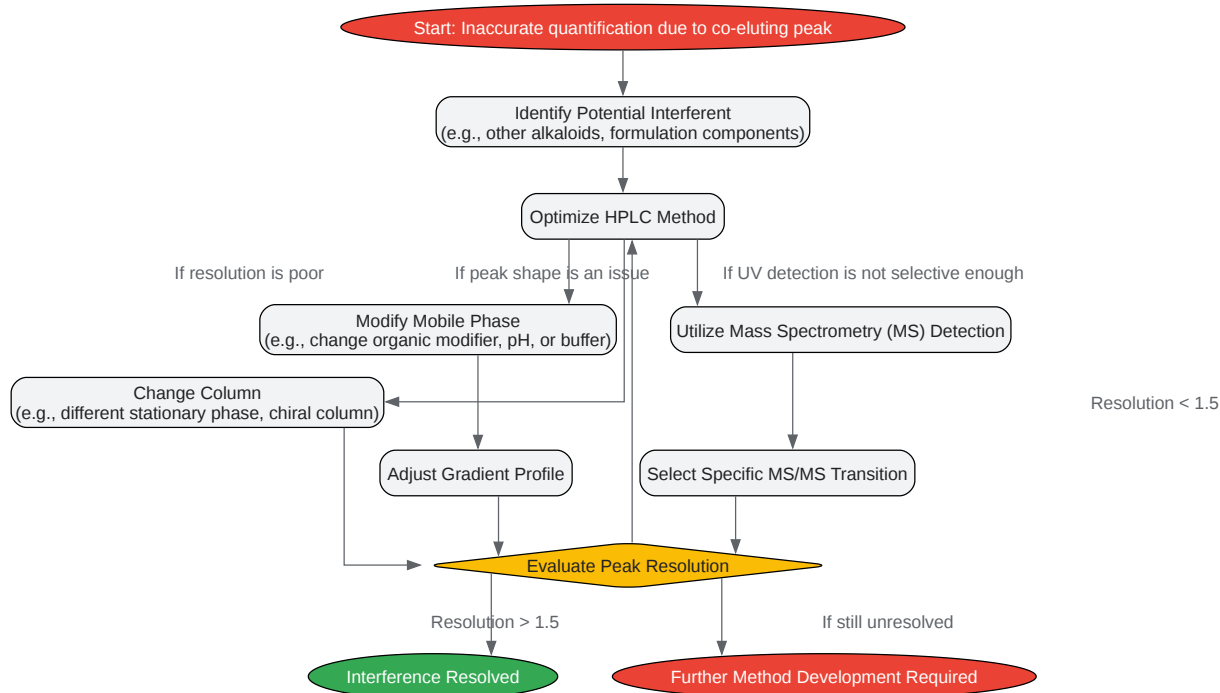 Start: Inaccurate quantification due to co-eluting peak
Identify Potential Interferent
(e.g., other alkaloids, formulation components)
Optimize HPLC Method
If resolution is poor
If peak shape is an issue
If UV detection is not selective enough
Modify Mobile Phase
(e.g., change organic modifier, pH, or buffer)
Utilize Mass Spectrometry (MS) Detection
Change Column
(e.g., different stationary phase, chiral column)
Resolution < 1.5
Adjust Gradient Profile
Select Specific MS/MS Transition
Evaluate Peak Resolution
Resolution > 1.5
If still unresolved
Interference Resolved
Further Method Development Required